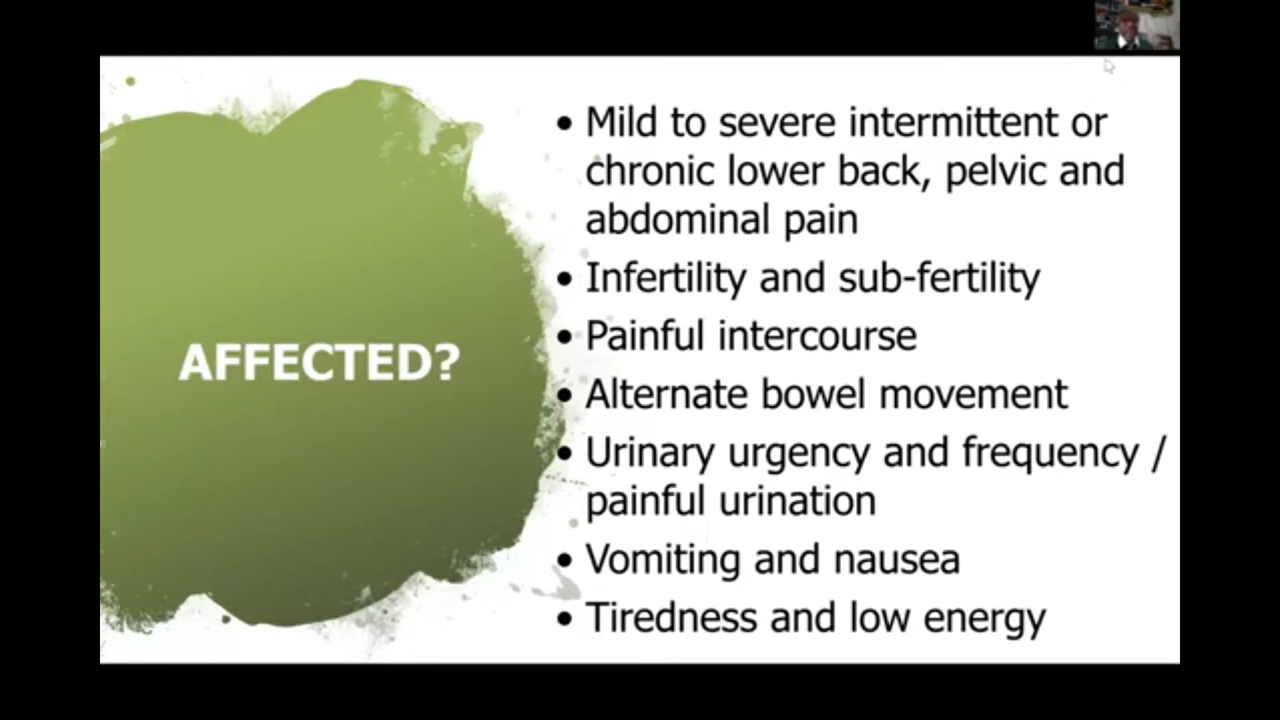 AFFECTED?
• Mild to severe intermittent or
chronic lower back, pelvic and
abdominal pain
• Infertility and sub-fertility
• Painful intercourse
• Alternate bowel movement
• Urinary urgency and frequency /
painful urination
• Vomiting and nausea
• Tiredness and low energy